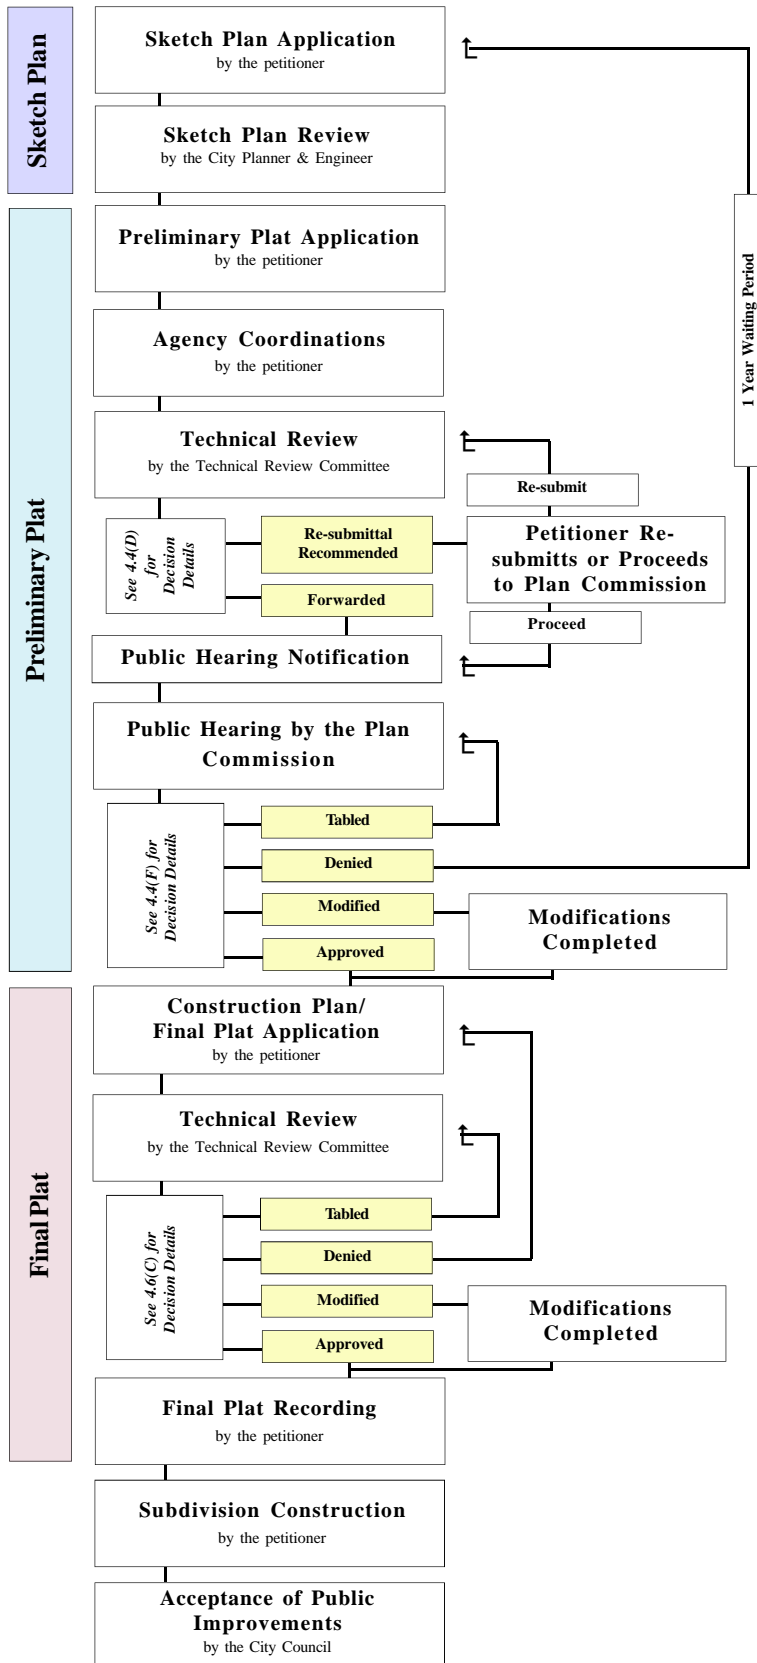 Sketch Plan
Sketch Plan Application
by the petitioner
Sketch Plan Review
by the City Planner & Engineer
1 Year Waiting Period
Preliminary Plat
Preliminary Plat Application
by the petitioner
Agency Coordinations
by the petitioner
Technical Review
by the Technical Review Committee
Re-submit
See 4.4(D)
for
Decision
Details
Re-submittal
Recommended
Petitioner Re-
submitts or Proceeds
to Plan Commission
Forwarded
Proceed
Public Hearing Notification
Public Hearing by the Plan
Commission
See 4.4(F) for
Decision Details
Tabled
Denied
Modified
Modifications
Completed
Approved
Final Plat
Construction Plan/
Final Plat Application
by the petitioner
Technical Review
by the Technical Review Committee
See 4.6(C) for
Decision Details
Tabled
Denied
Modified
Modifications
Completed
Approved
Final Plat Recording
by the petitioner
Subdivision Construction
by the petitioner
Acceptance of Public
Improvements
by the City Council